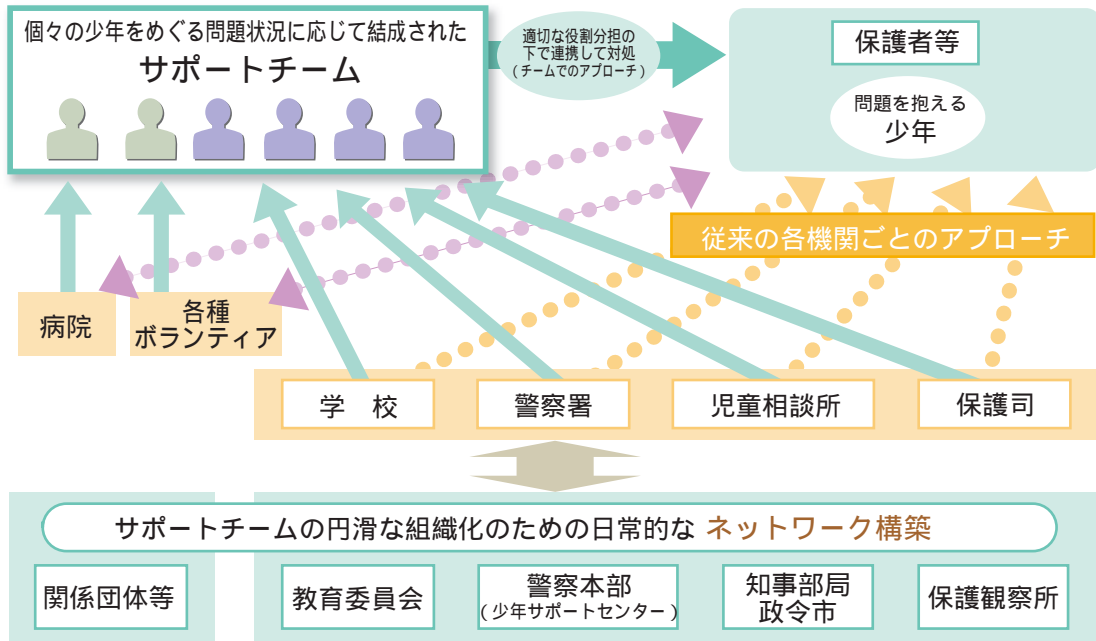 個々の少年をめぐる問題状況に応じて結成された
サポートチーム
適切な役割分担の
下で連携して対処
(チームでのアプローチ)
保護者等
問題を抱える
少年
従来の各機関ごとのアプローチ
病院
各種
ボランティア
学 校
警察署
児童相談所
保護司
サポートチームの円滑な組織化のための日常的な ネットワーク構築
関係団体等
教育委員会
警察本部
(少年サポートセンター)
知事部局
政令市
保護観察所